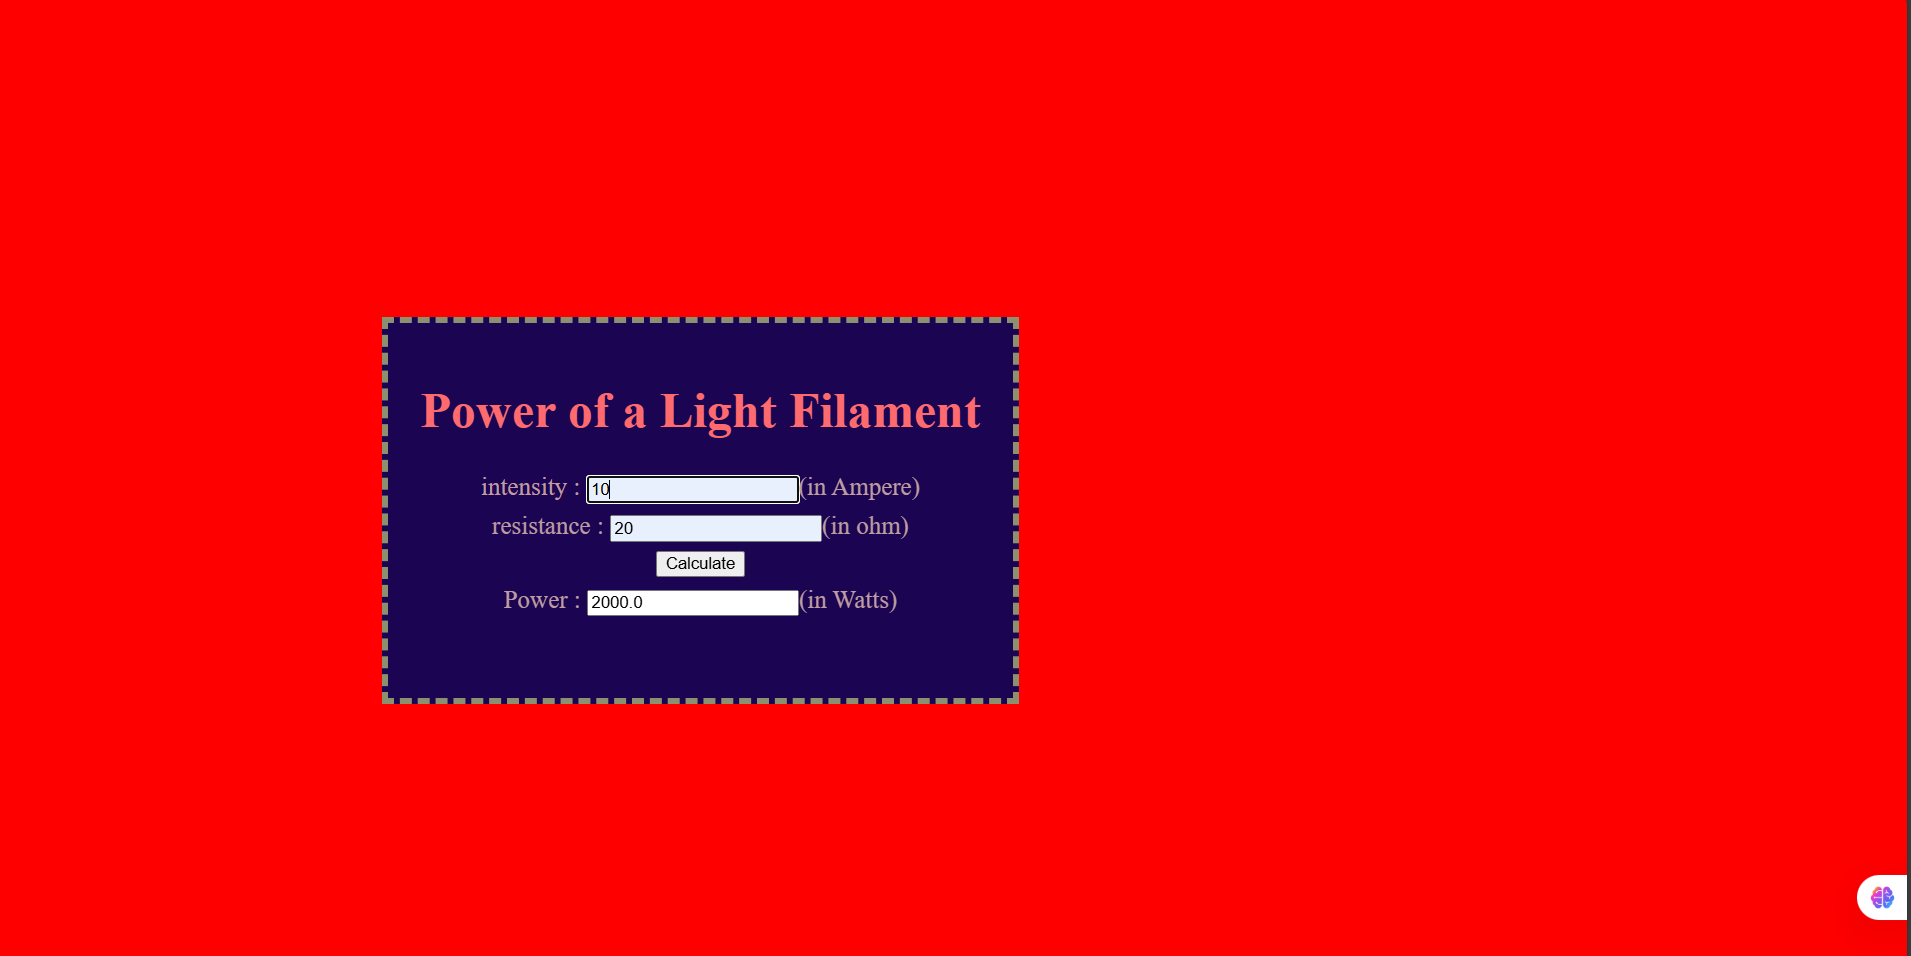 Power of a Light Filament
intensity : 10(in Ampere)
resistance : 20(in ohm)
Calculate
Power : 2000.0(in Watts)